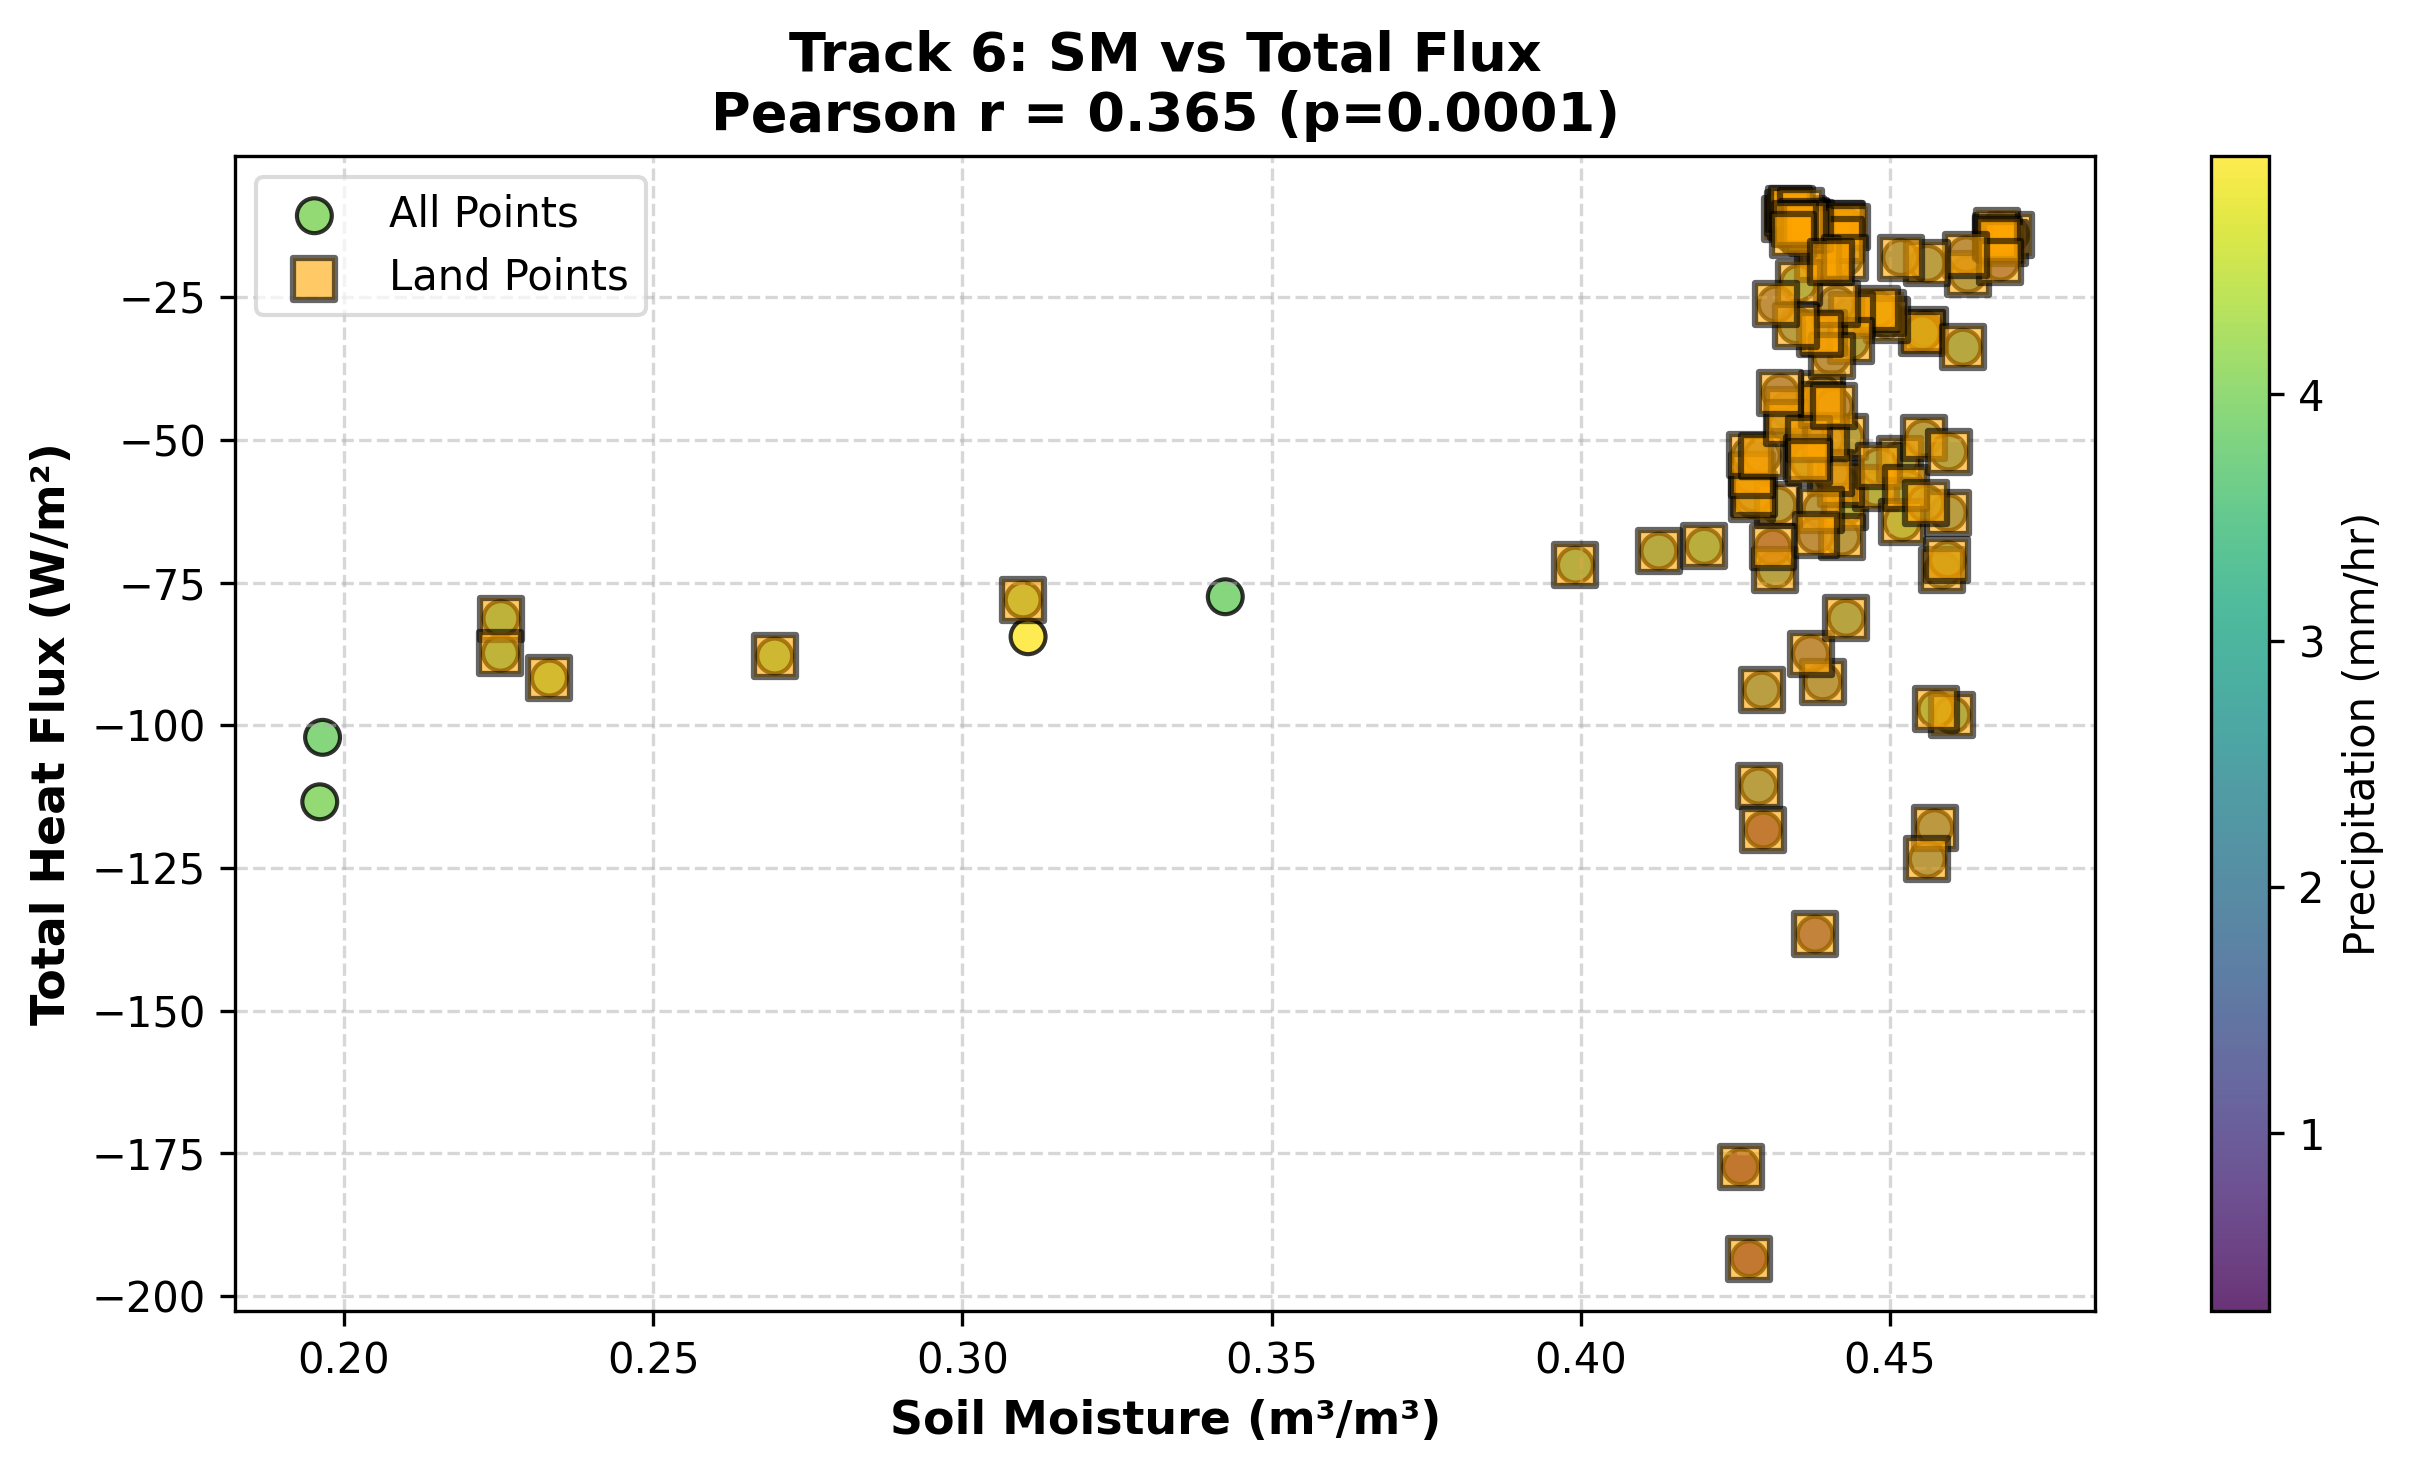 Track 6: SM vs Total Flux
Pearson r = 0.365 (p=0.0001)
All Points
Land Points
Total Heat Flux (W/m²)
−25
−50
−75
−100
−125
−150
−175
−200
0.20
0.25
0.30
0.35
0.40
0.45
Soil Moisture (m³/m³)
4
3
2
1
Precipitation (mm/hr)